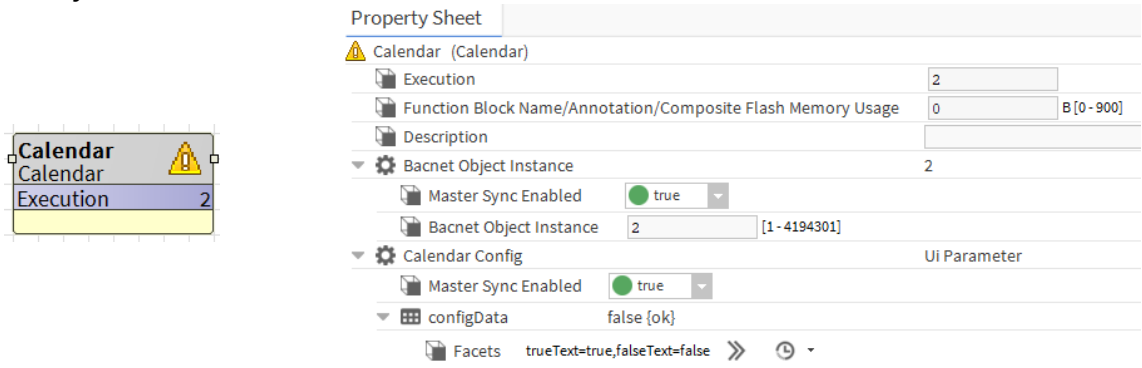 Property Sheet
Calendar (Calendar)
Execution 2
Function Block Name/Annotation/Composite Flash Memory Usage 0 B [0 - 900]
Description
Bacnet Object Instance 2
Master Sync Enabled true
Bacnet Object Instance 2 [1 - 4194301]
Calendar Config Ui Parameter
Master Sync Enabled true
configData false {ok}
Facets trueText=true,falseText=false
Calendar
Calendar
Execution 2